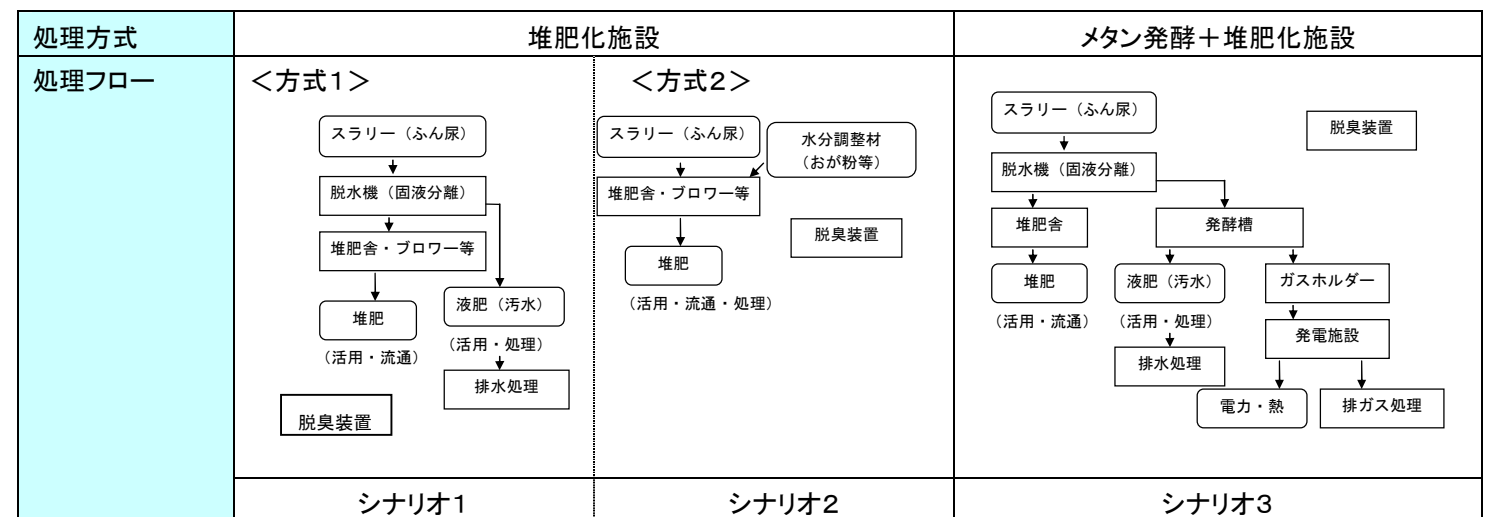 処理方式
堆肥化施設
メタン発酵＋堆肥化施設
処理フロー
＜方式１＞
スラリー（ふん尿）
脱水機（固液分離）
堆肥舎・ブロワー等
堆肥
（活用・流通）
液肥（汚水）
（活用・処理）
排水処理
脱臭装置
＜方式２＞
スラリー（ふん尿）
水分調整材
（おが粉等）
堆肥舎・ブロワー等
脱臭装置
堆肥
（活用・流通・処理）
スラリー（ふん尿）
脱臭装置
脱水機（固液分離）
堆肥舎
発酵槽
堆肥
液肥（汚水）
ガスホルダー
（活用・流通）
（活用・処理）
発電施設
排水処理
電力・熱
排ガス処理
シナリオ１
シナリオ２
シナリオ３